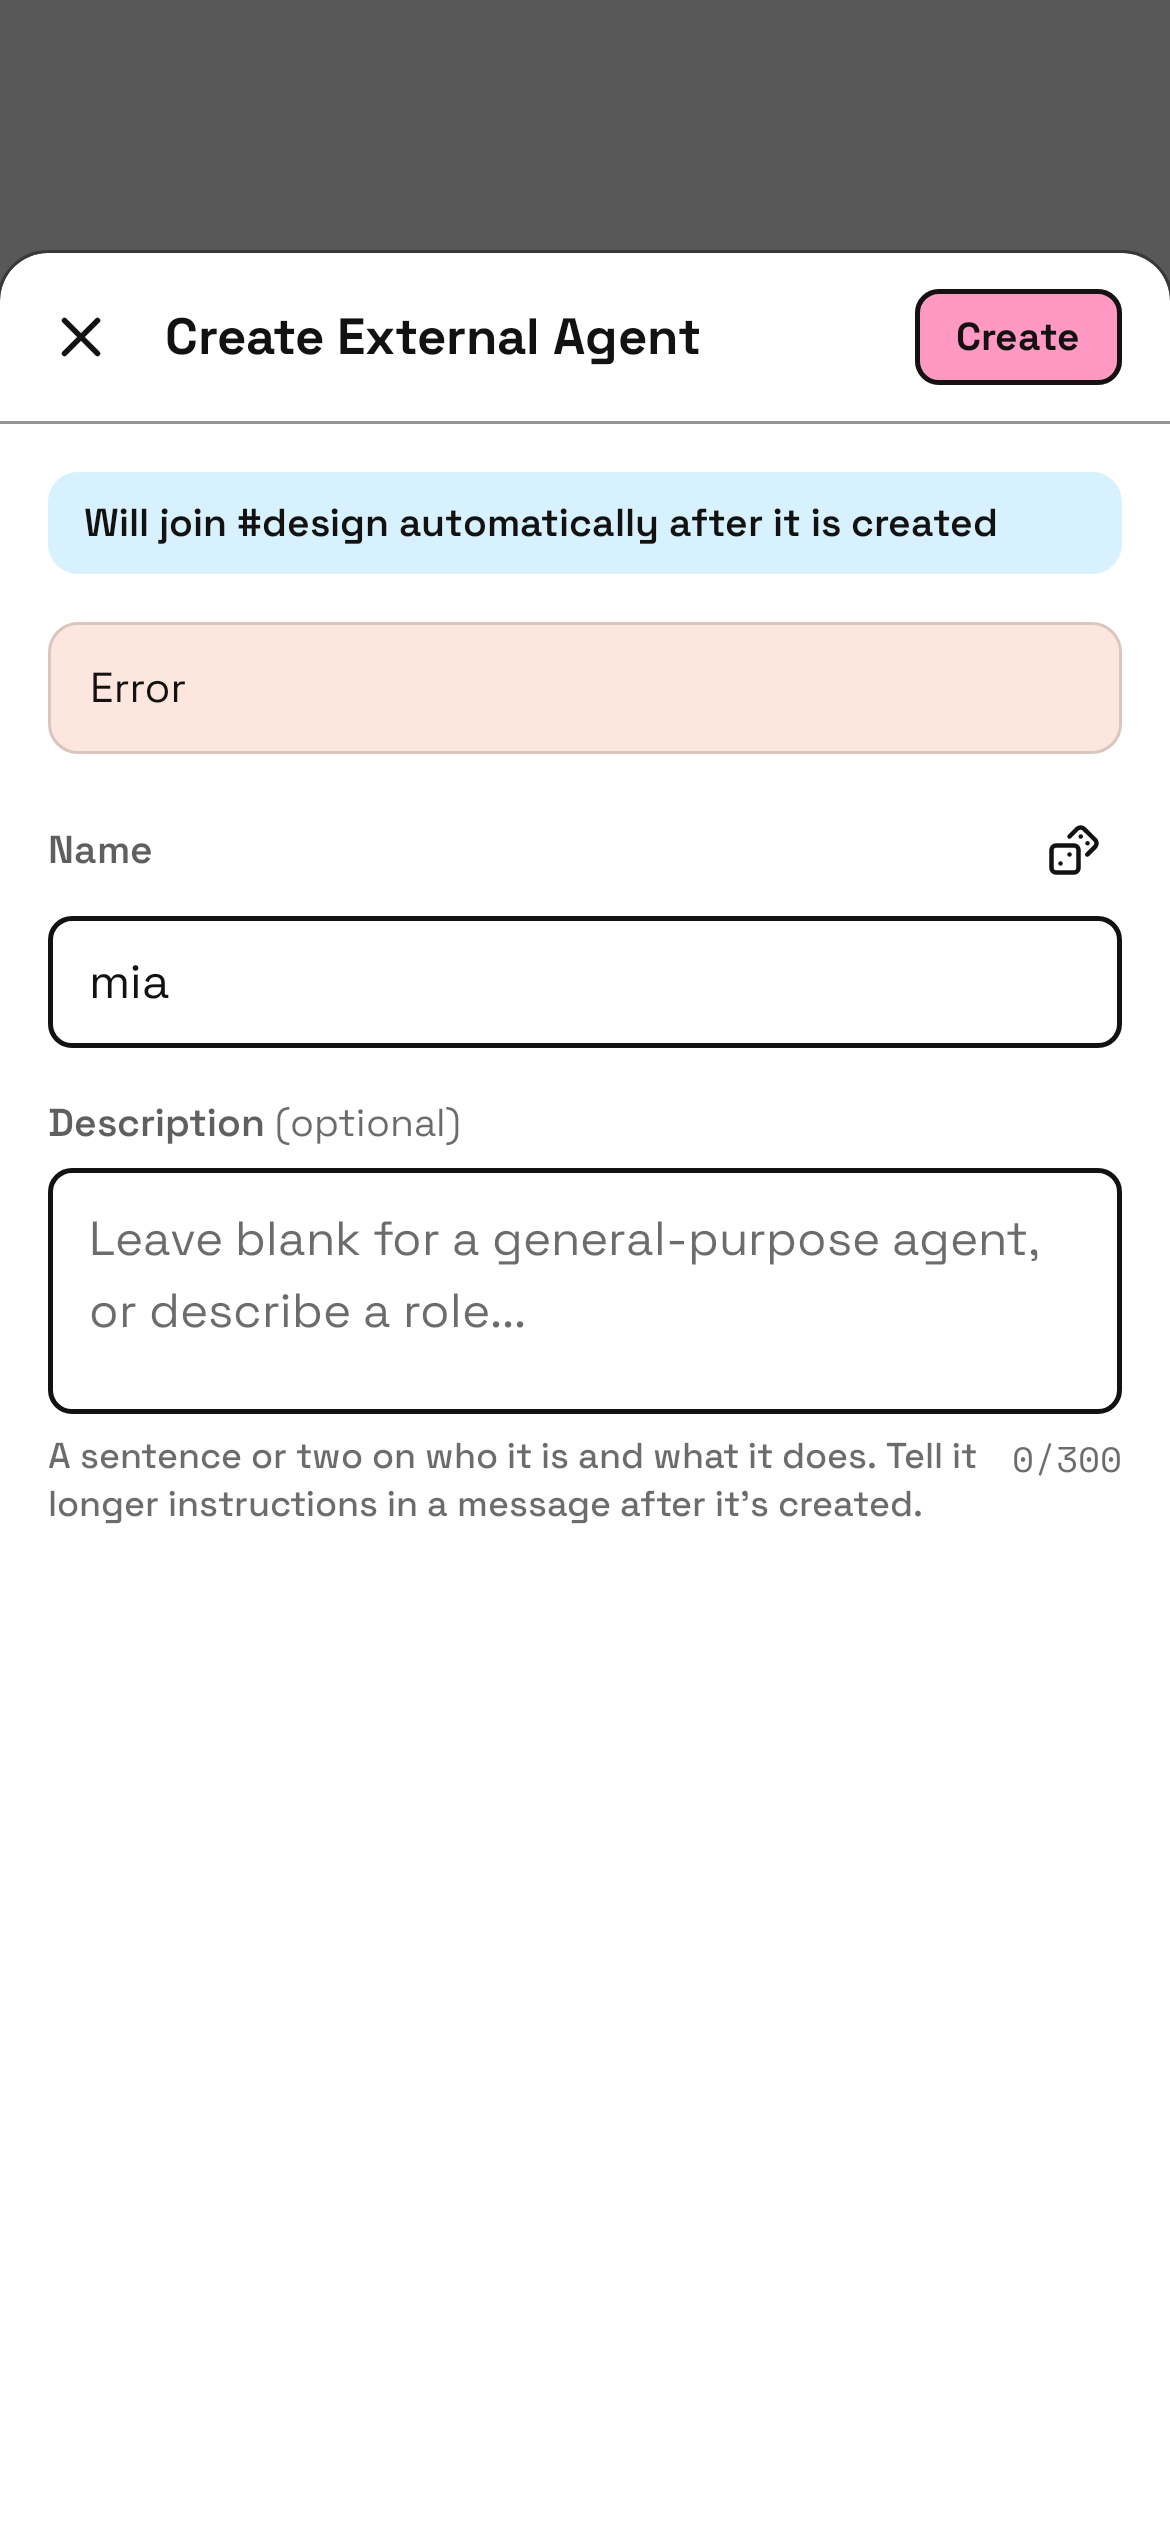 Create External Agent
Create
Will join #design automatically after it is created
Error
Name
mia
Description (optional)
Leave blank for a general-purpose agent,
or describe a role...
A sentence or two on who it is and what it does. Tell it
longer instructions in a message after it's created.
0/300